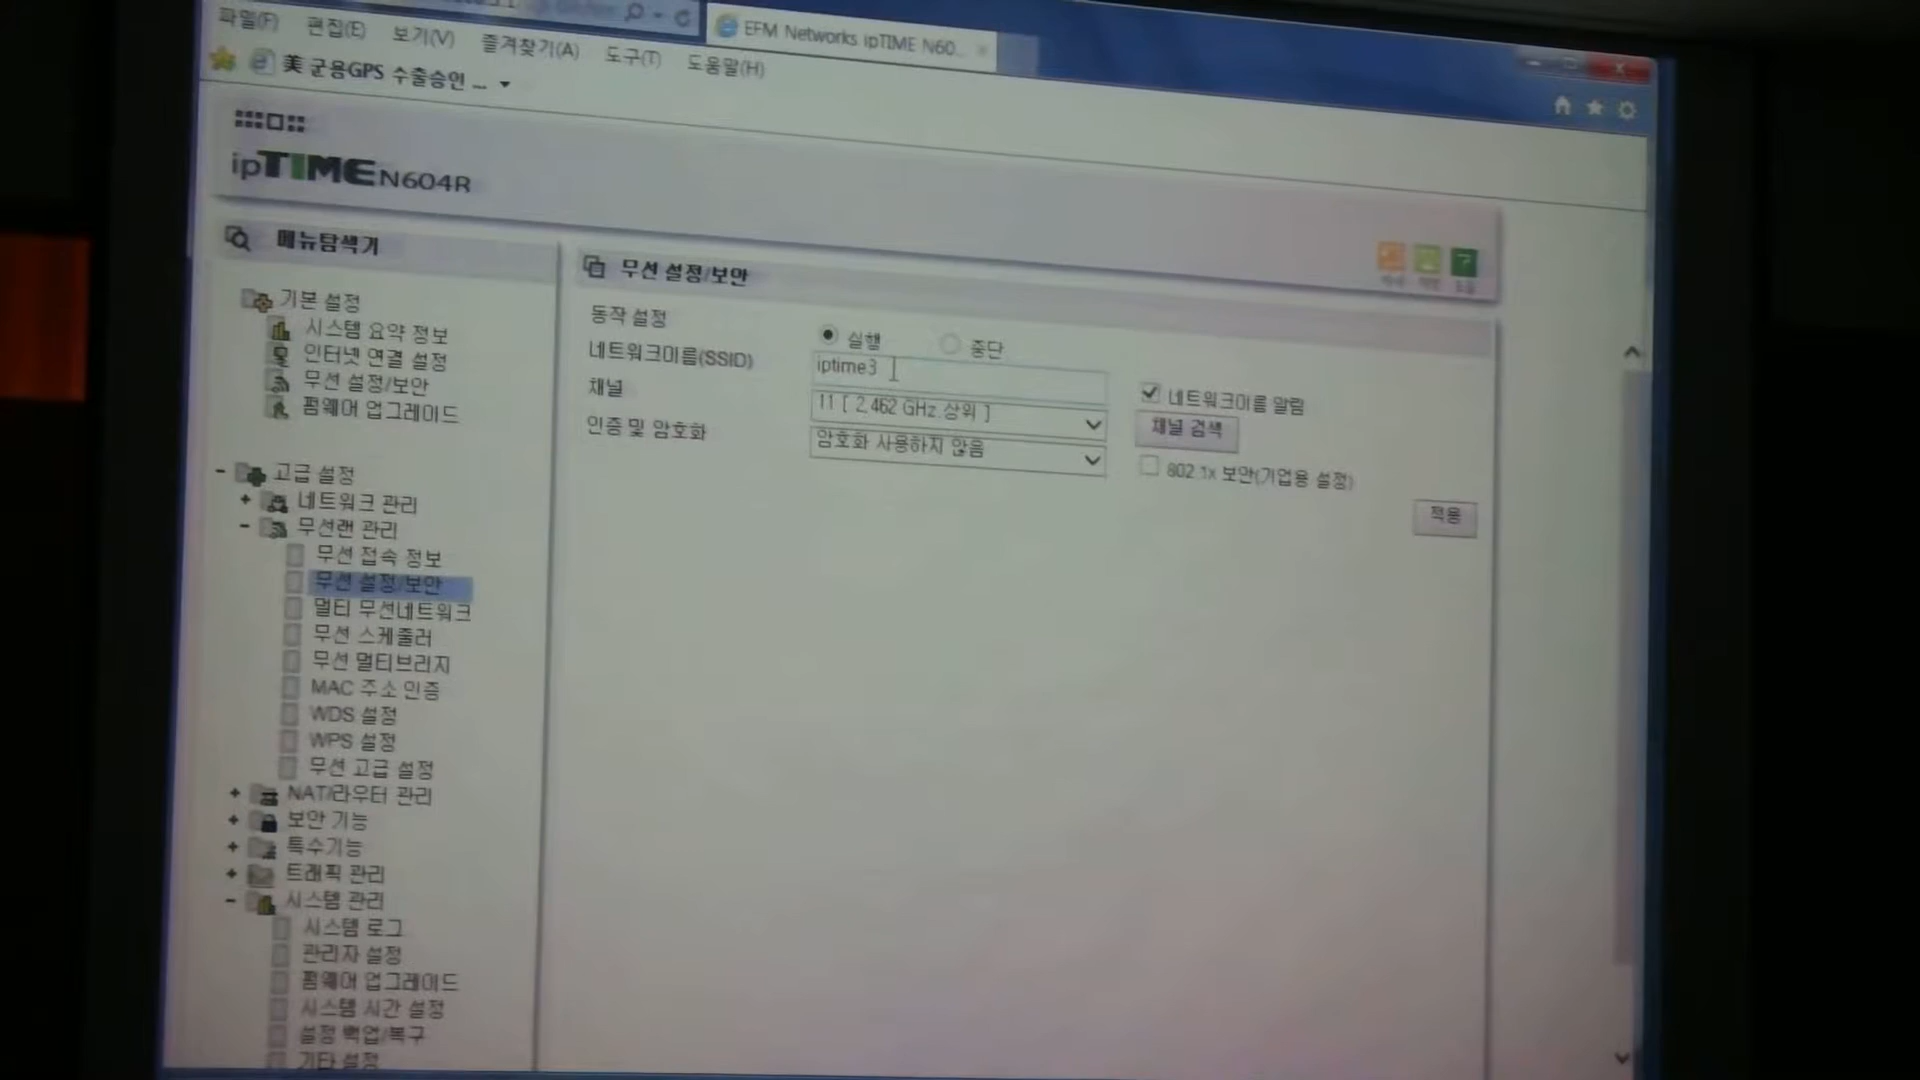 파일(F) 편집(E) 보기(V) 즐겨찾기(A) 도구(T) 도움말(H)
EFM Networks ipTIME N60...
美 군용GPS 수출승인 ...
ipTIME N604R
메뉴탐색기
기본 설정
시스템 요약 정보
인터넷 연결 설정
무선 설정/보안
펌웨어 업그레이드
고급 설정
네트워크 관리
무선랜 관리
무선 접속 정보
무선 설정/보안
멀티 무선네트워크
무선 스케줄러
무선 멀티브리지
MAC 주소 인증
WDS 설정
WPS 설정
무선 고급 설정
NAT/라우터 관리
보안 기능
특수기능
트래픽 관리
시스템 관리
시스템 로그
관리자 설정
펌웨어 업그레이드
시스템 시간 설정
설정 백업/복구
기타 설정
무선 설정/보안
동작 설정 실행 중단
네트워크이름(SSID) iptime3 네트워크이름 알림
채널 11 [ 2,462 GHz,상위 ] 채널 검색
인증 및 암호화 암호화 사용하지 않음 802.1x 보안(기업용 설정)
적용